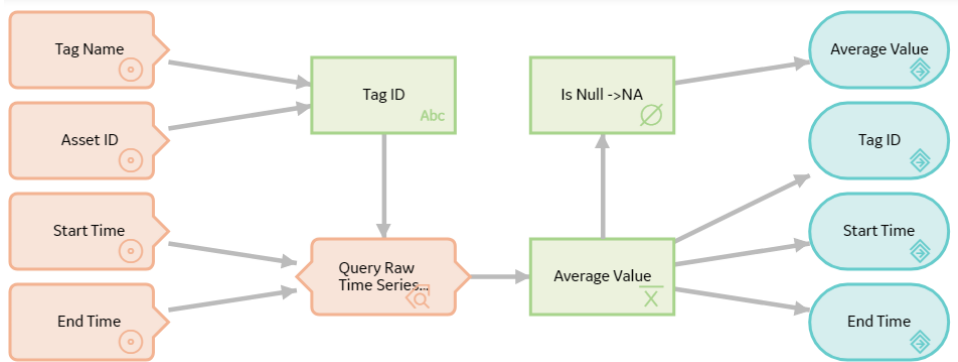 Tag Name
Asset ID
Start Time
End Time
Tag ID
Abc
Query Raw
Time Series...
Is Null ->NA
Average Value
X
Average Value
Tag ID
Start Time
End Time